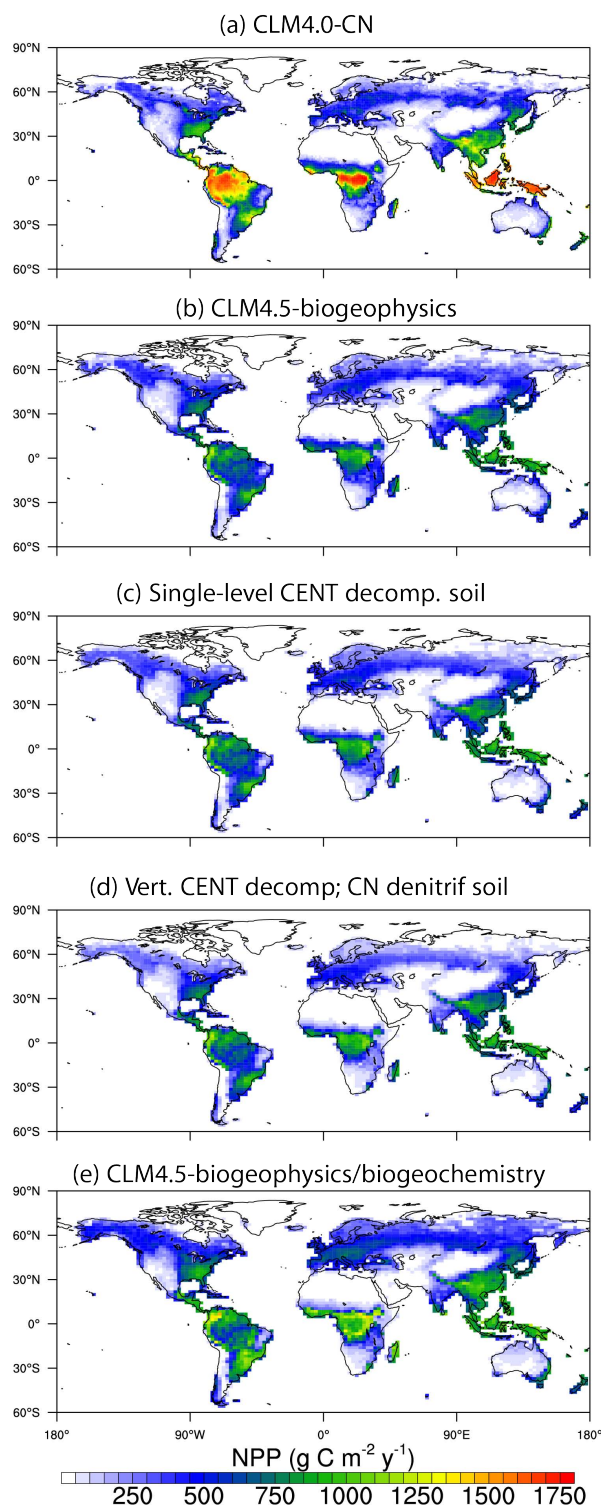 (a) CLM4.0-CN
90°N
60°N
30°N
0°
30°S
60°S
(b) CLM4.5-biogeophysics
90°N
60°N
30°N
0°
30°S
60°S
(c) Single-level CENT decomp. soil
90°N
60°N
30°N
0°
30°S
60°S
(d) Vert. CENT decomp; CN denitrif soil
90°N
60°N
30°N
0°
30°S
60°S
(e) CLM4.5-biogeophysics/biogeochemistry
90°N
60°N
30°N
0°
30°S
60°S
180° 90°W 0° 90°E 180°
NPP (g C m⁻² y⁻¹)
250 500 750 1000 1250 1500 1750